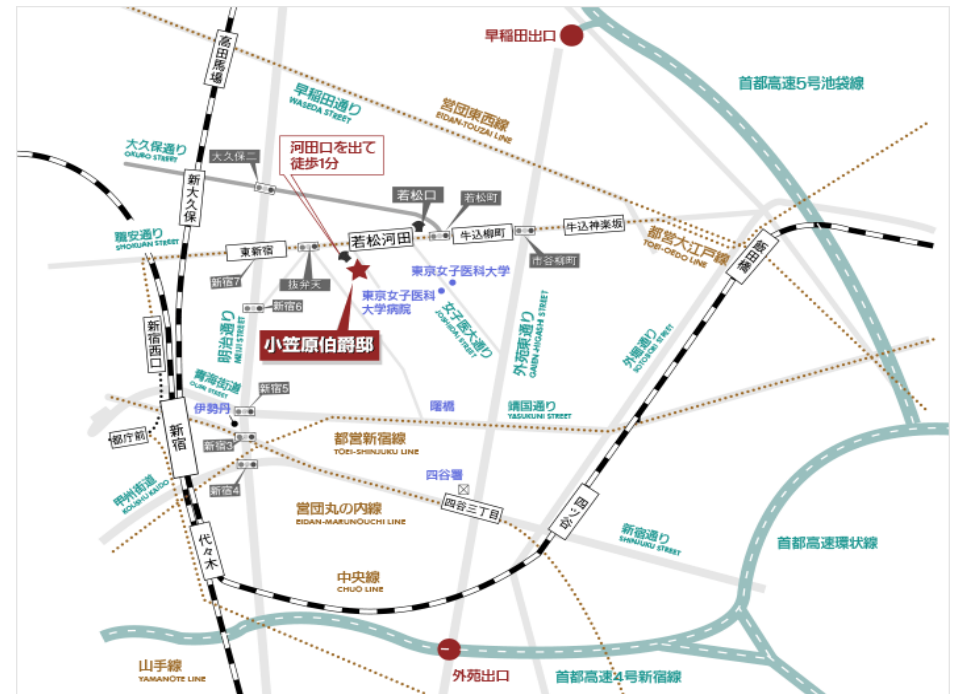 早稲田出口
高田馬場
首都高速5号池袋線
早稲田通り
WASEDA STREET
営団東西線
EIDAN-TOUZAI LINE
大久保通り
OKUBO STREET
大久保二
河田口を出て
徒歩1分
新大久保
若松口
若松町
職安通り
SHOKUAN STREET
東新宿
若松河田
牛込柳町
牛込神楽坂
都営大江戸線
TOEI-OEDO LINE
飯田橋
新宿7
抜弁天
市谷柳町
東京女子医科大学
東京女子医科
大学病院
新宿6
女子医大通り
JOSHIDAI STREET
外苑東通り
GAIEN-HIGASHI STREET
外堀通り
SOTOBORI STREET
新宿西口
明治通り
MEIJI STREET
小笠原伯爵邸
青海街道
OUMI STREET
新宿5
伊勢丹
曙橋
靖国通り
YASUKUNI STREET
新宿
都庁前
新宿3
都営新宿線
TOEI-SHINJUKU LINE
新宿4
甲州街道
KOUSHU KAIDO
四谷署
四谷三丁目
四ツ谷
営団丸の内線
EIDAN-MARUNOUCHI LINE
新宿通り
SHINJUKU STREET
代々木
首都高速環状線
中央線
CHUO LINE
山手線
YAMANOTE LINE
外苑出口
首都高速4号新宿線